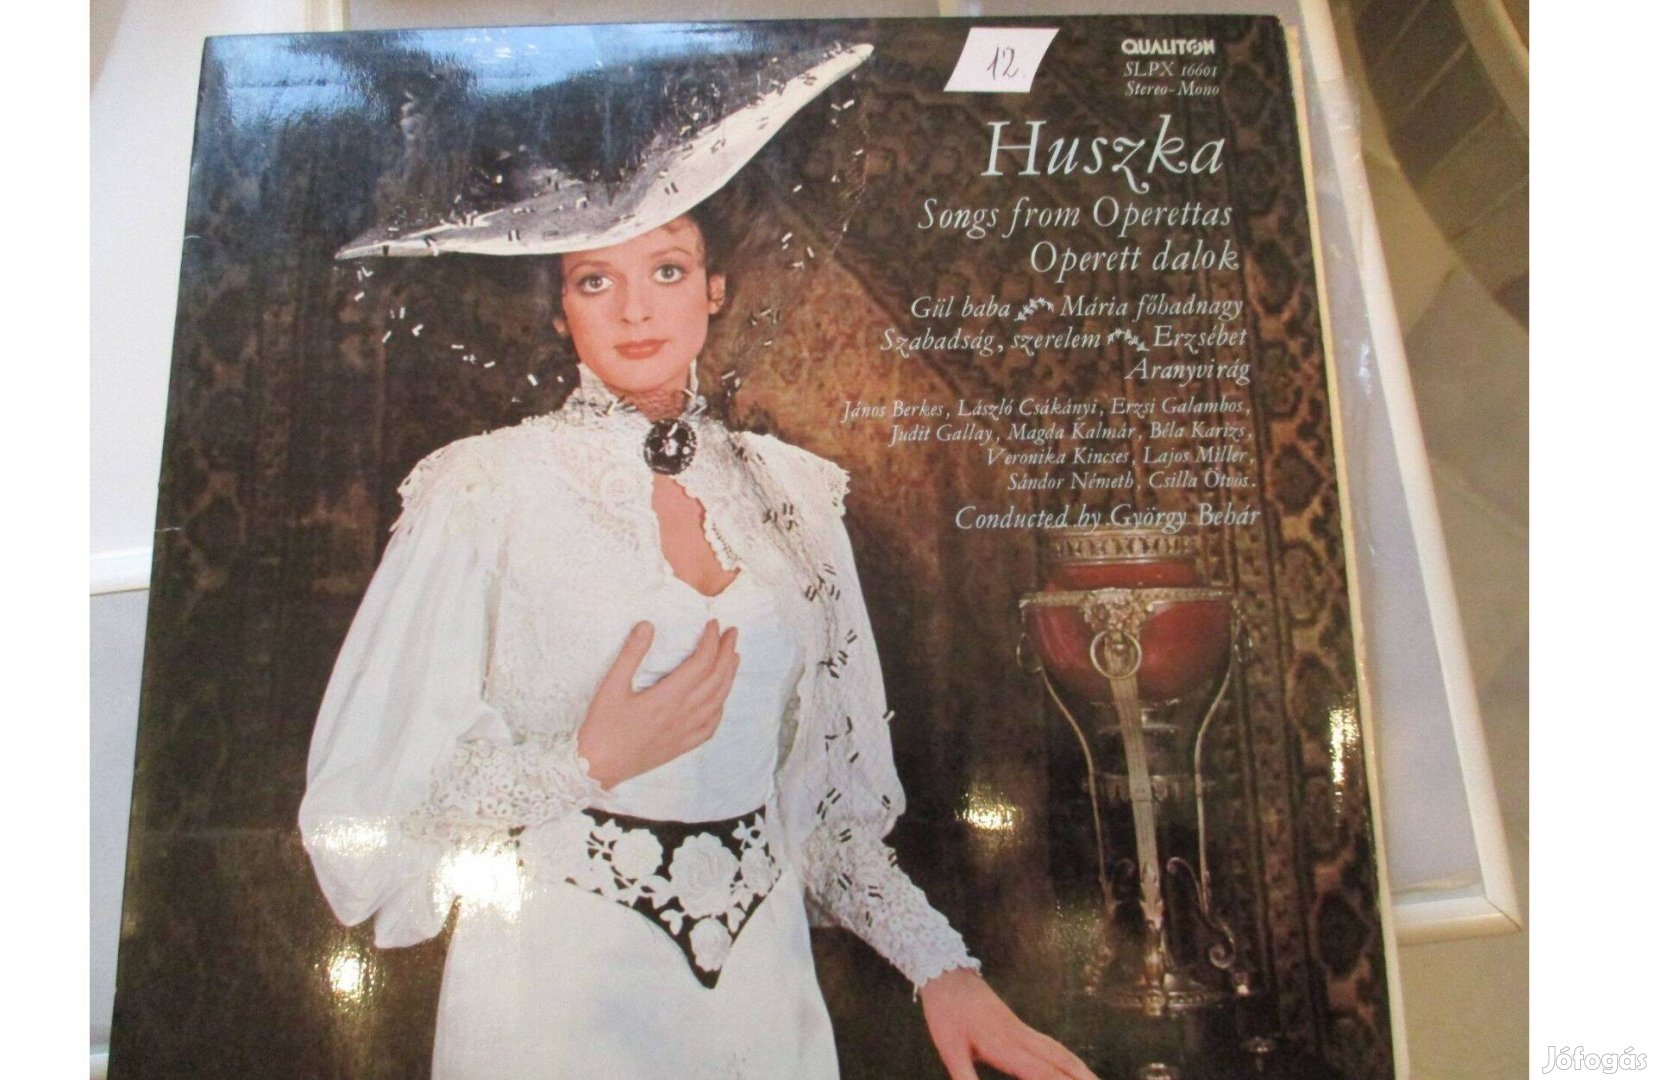 12.
QUALITON
SLPX 16601
Stereo-Mono
Huszka
Songs from Operettas
Operett dalok
Gül baba Mária főhadnagy
Szabadság, szerelem Erzsébet
Aranyvirág
János Berkes, László Csákányi, Erzsi Galambos,
Judit Gallay, Magda Kalmár, Béla Karizs,
Veronika Kincses, Lajos Miller,
Sándor Németh, Csilla Ötvös.
Conducted by György Behár
Jófogás